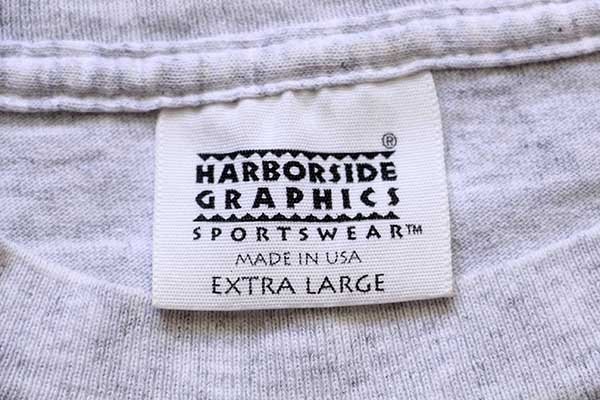 ®
HARBORSIDE
GRAPHICS
SPORTSWEAR™
MADE IN USA
EXTRA LARGE